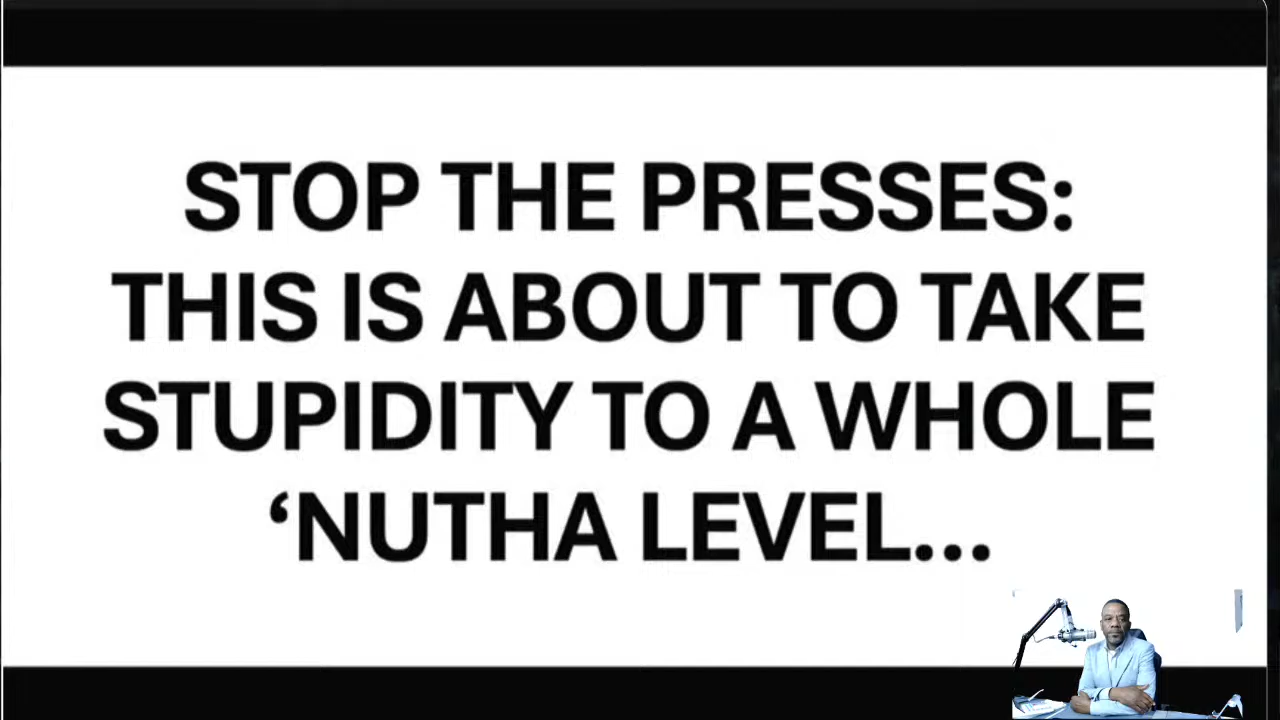 STOP THE PRESSES:
THIS IS ABOUT TO TAKE
STUPIDITY TO A WHOLE
‘NUTHA LEVEL...